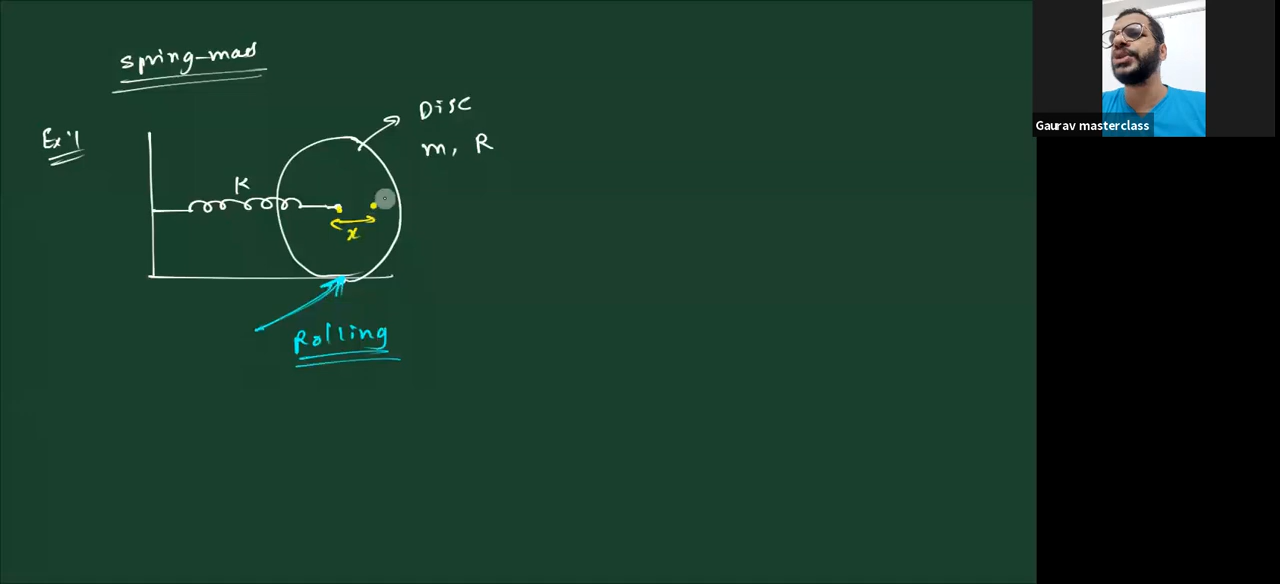 Spring-mass
Ex:1
Disc
m, R
K
x
Rolling
Gaurav masterclass